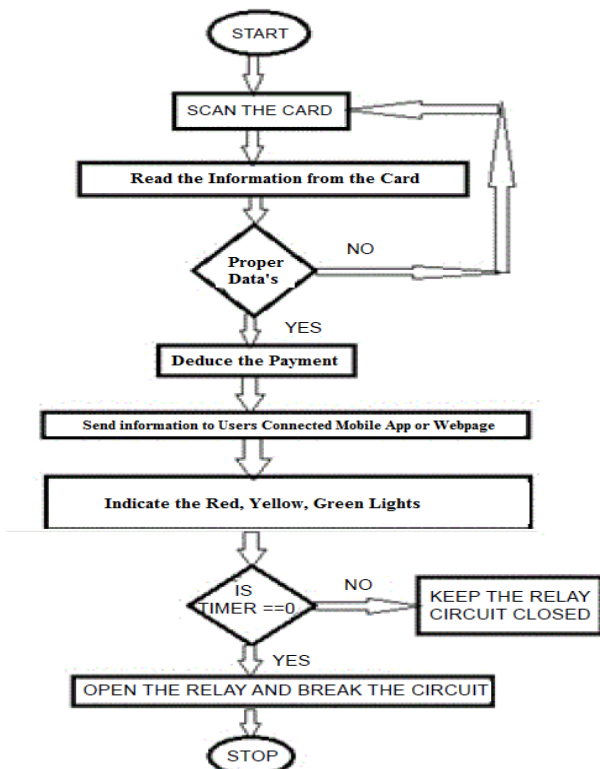 START
SCAN THE CARD
Read the Information from the Card
Proper
Data's
NO
YES
Deduce the Payment
Send information to Users Connected Mobile App or Webpage
Indicate the Red, Yellow, Green Lights
IS
TIMER ==0
NO
KEEP THE RELAY
CIRCUIT CLOSED
YES
OPEN THE RELAY AND BREAK THE CIRCUIT
STOP